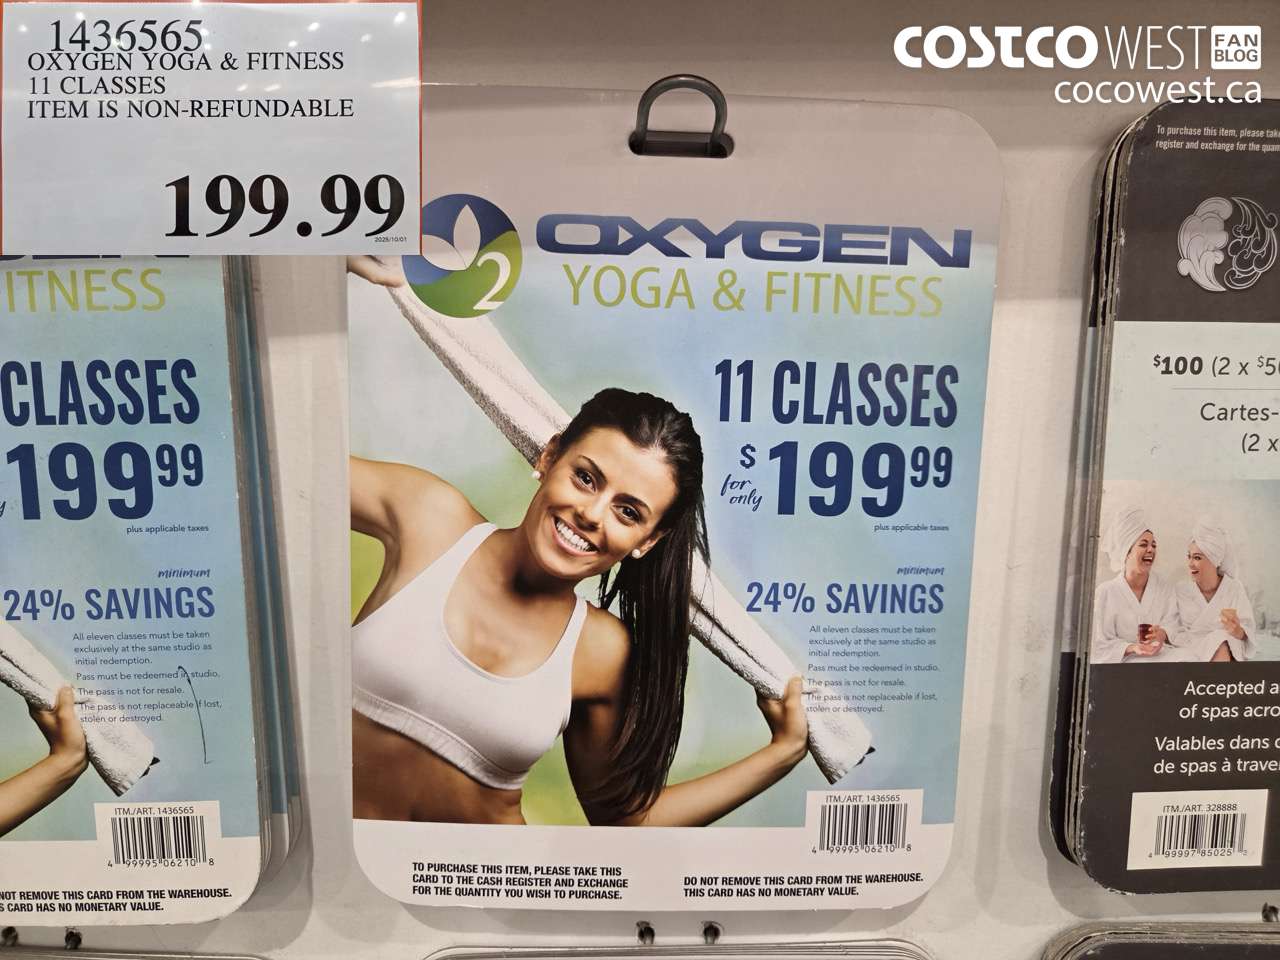 1436565
OXYGEN YOGA & FITNESS
11 CLASSES
ITEM IS NON-REFUNDABLE
199.99
2025/10/01
COSTCO WEST FAN BLOG
cocowest.ca
ITNESS
CLASSES
199 99
plus applicable taxes
minimum
24% SAVINGS
All eleven classes must be taken
exclusively at the same studio as
initial redemption.
Pass must be redeemed in studio.
The pass is not for resale.
The pass is not replaceable if lost,
stolen or destroyed.
ITM./ART. 1436565
4 99995 06210 8
NOT REMOVE THIS CARD FROM THE WAREHOUSE.
CARD HAS NO MONETARY VALUE.
O2
OXYGEN
YOGA & FITNESS
11 CLASSES
for only $199 99
plus applicable taxes
minimum
24% SAVINGS
All eleven classes must be taken
exclusively at the same studio as
initial redemption.
Pass must be redeemed in studio.
The pass is not for resale.
The pass is not replaceable if lost,
stolen or destroyed.
ITM./ART. 1436565
4 99995 06210 8
TO PURCHASE THIS ITEM, PLEASE TAKE THIS
CARD TO THE CASH REGISTER AND EXCHANGE
FOR THE QUANTITY YOU WISH TO PURCHASE.
DO NOT REMOVE THIS CARD FROM THE WAREHOUSE.
THIS CARD HAS NO MONETARY VALUE.
To purchase this item, please take
register and exchange for the quan
$100 (2 x $50
Cartes-
(2 x
Accepted a
of spas acro
Valables dans
de spas à trave
ITM./ART. 328888
4 99997 85025